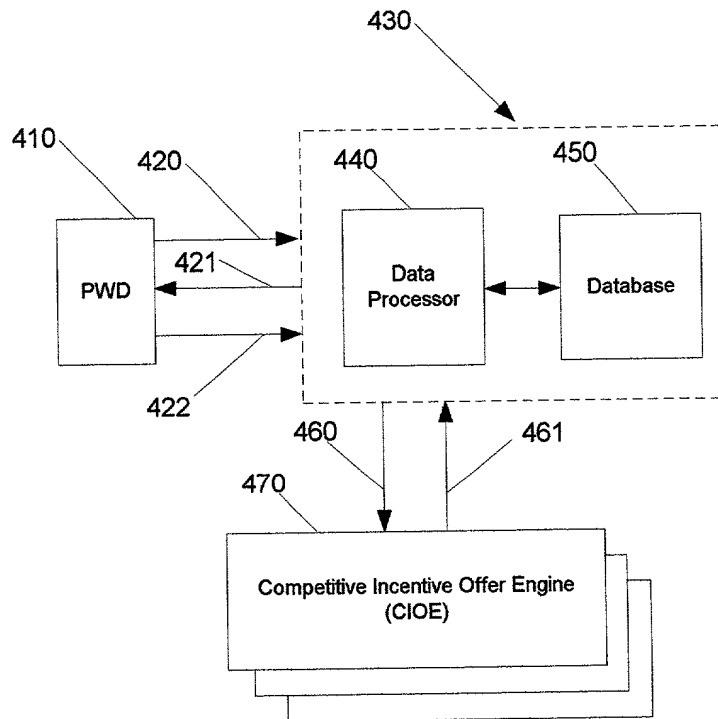 430
410
420
440
450
421
PWD
Data
Processor
Database
422
460
461
470
Competitive Incentive Offer Engine
(CIOE)